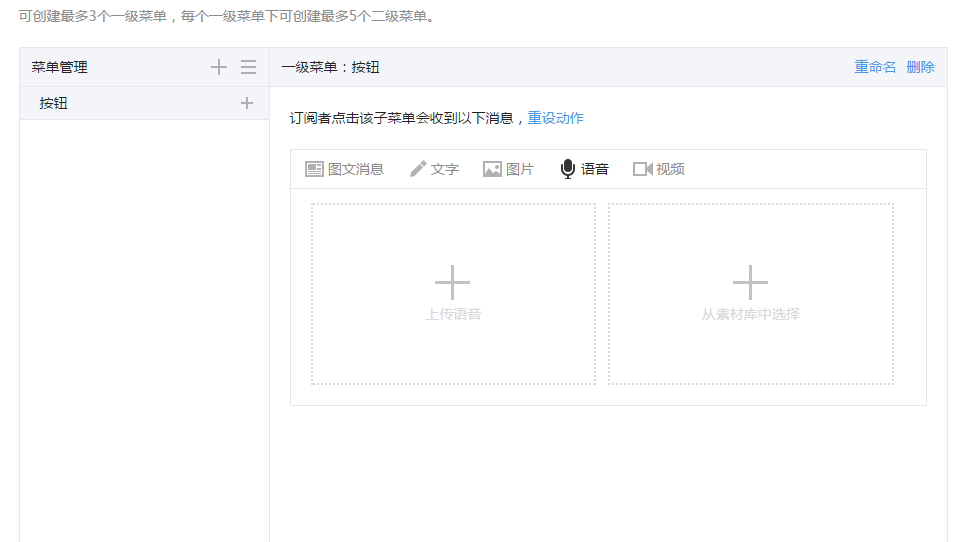 可创建最多3个一级菜单，每个一级菜单下可创建最多5个二级菜单。
菜单管理
一级菜单：按钮 重命名 删除
按钮
订阅者点击该子菜单会收到以下消息，重设动作
图文消息 文字 图片 语音 视频
上传语音 从素材库中选择